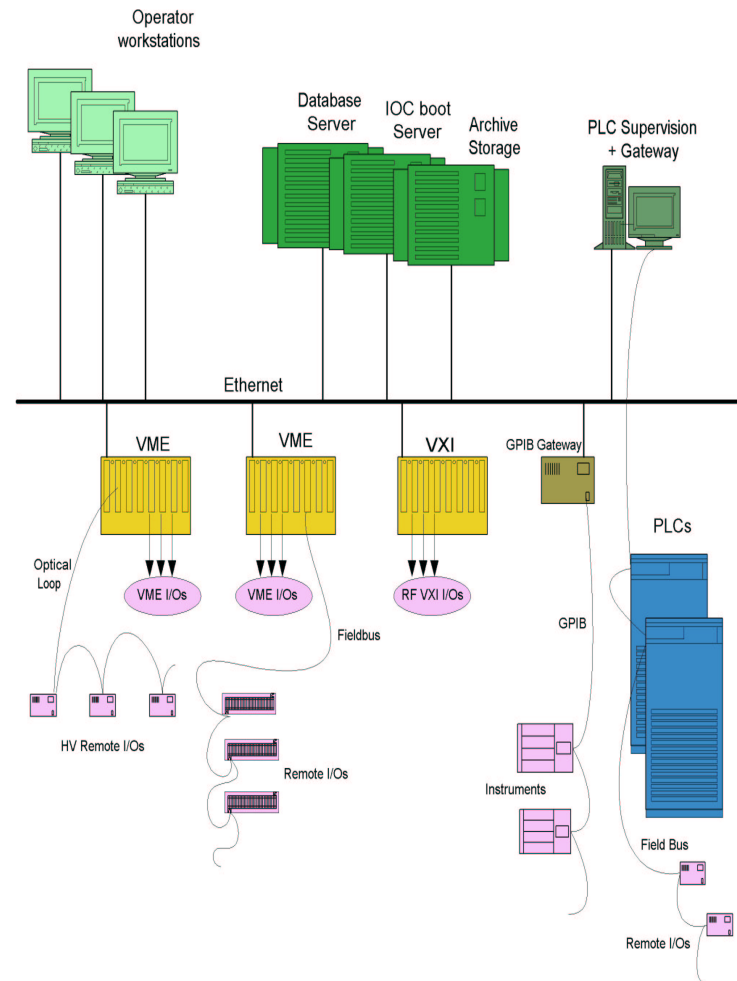 Operator
workstations
Database
Server
IOC boot
Server
Archive
Storage
PLC Supervision
+ Gateway
Ethernet
VME
VME
VXI
GPIB Gateway
PLCs
Optical
Loop
VME I/Os
VME I/Os
RF VXI I/Os
GPIB
Fieldbus
HV Remote I/Os
Remote I/Os
Instruments
Field Bus
Remote I/Os